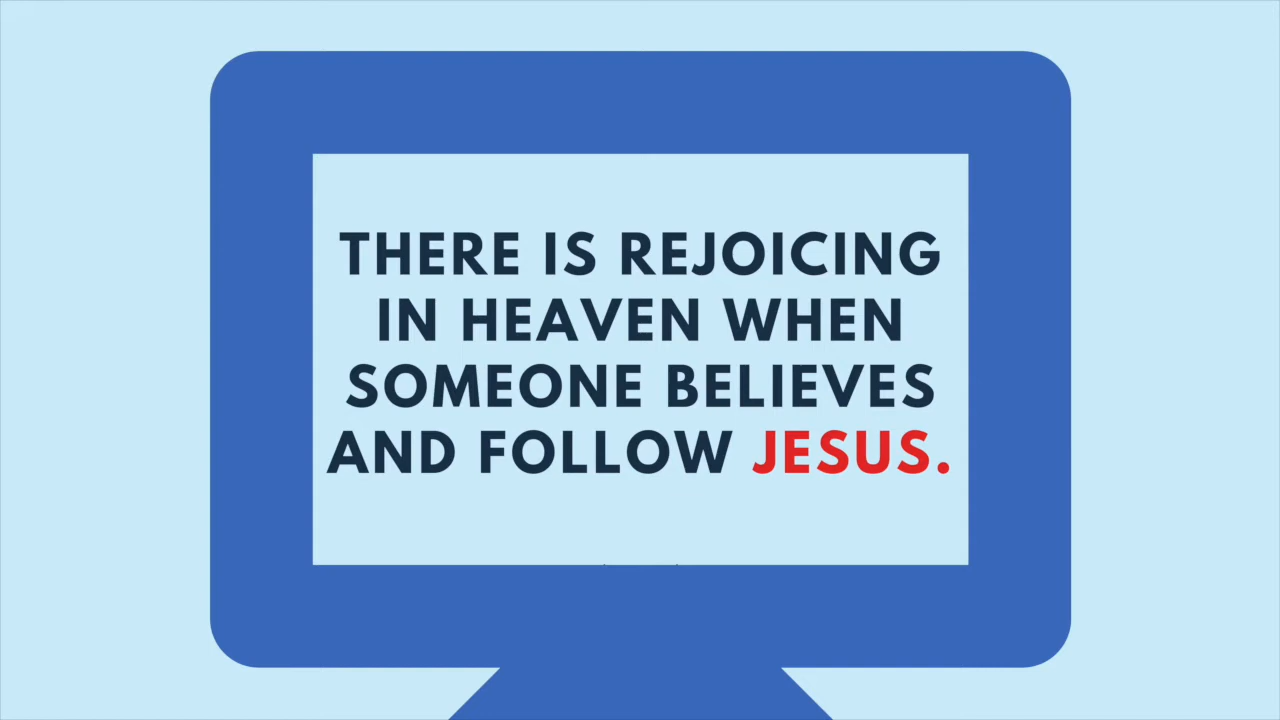 THERE IS REJOICING
IN HEAVEN WHEN
SOMEONE BELIEVES
AND FOLLOW JESUS.